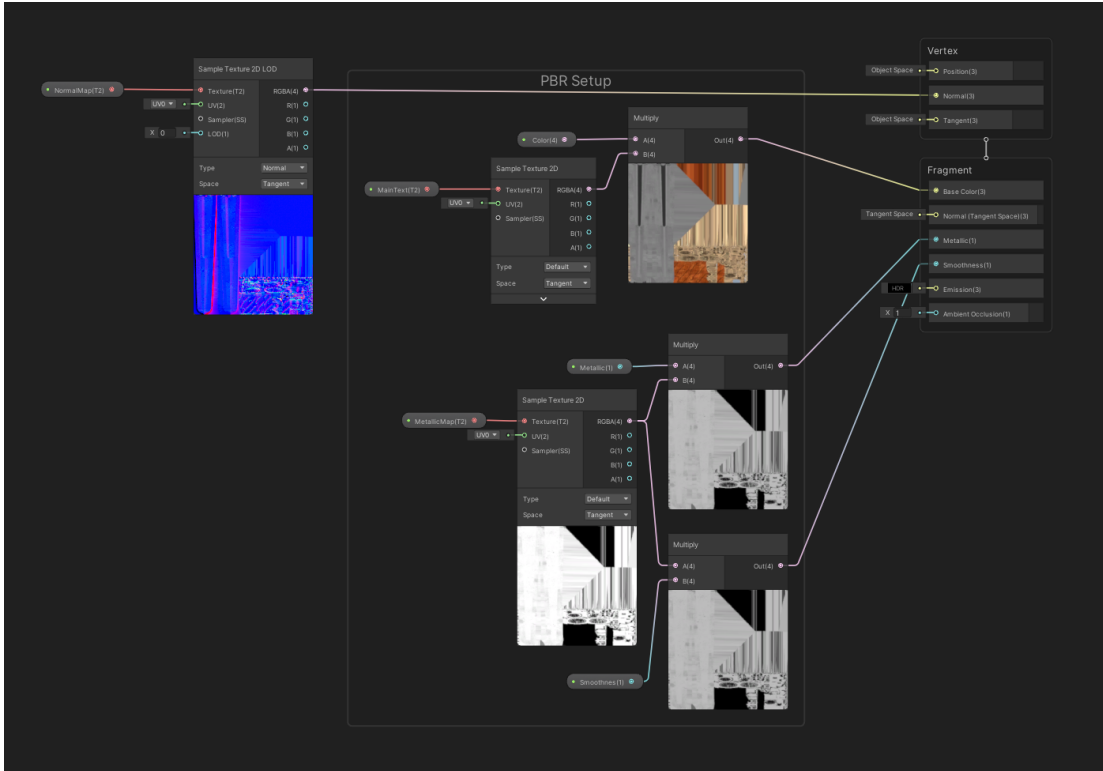 PBR Setup
NormalMap(T2)
Sample Texture 2D LOD
Texture(T2)
RGBA(4)
UV0
UV(2)
R(1)
Sampler(SS)
G(1)
X 0
LOD(1)
B(1)
A(1)
Type
Normal
Space
Tangent
Color(4)
Multiply
A(4)
Out(4)
B(4)
MainText(T2)
Sample Texture 2D
Texture(T2)
RGBA(4)
UV0
UV(2)
R(1)
Sampler(SS)
G(1)
B(1)
A(1)
Type
Default
Space
Tangent
Metallic(1)
Multiply
A(4)
Out(4)
B(4)
MetallicMap(T2)
Sample Texture 2D
Texture(T2)
RGBA(4)
UV0
UV(2)
R(1)
Sampler(SS)
G(1)
B(1)
A(1)
Type
Default
Space
Tangent
Multiply
A(4)
Out(4)
B(4)
Smoothnes(1)
Vertex
Object Space
Position(3)
Normal(3)
Object Space
Tangent(3)
Fragment
Base Color(3)
Tangent Space
Normal (Tangent Space)(3)
Metallic(1)
Smoothness(1)
HDR
Emission(3)
X 1
Ambient Occlusion(1)